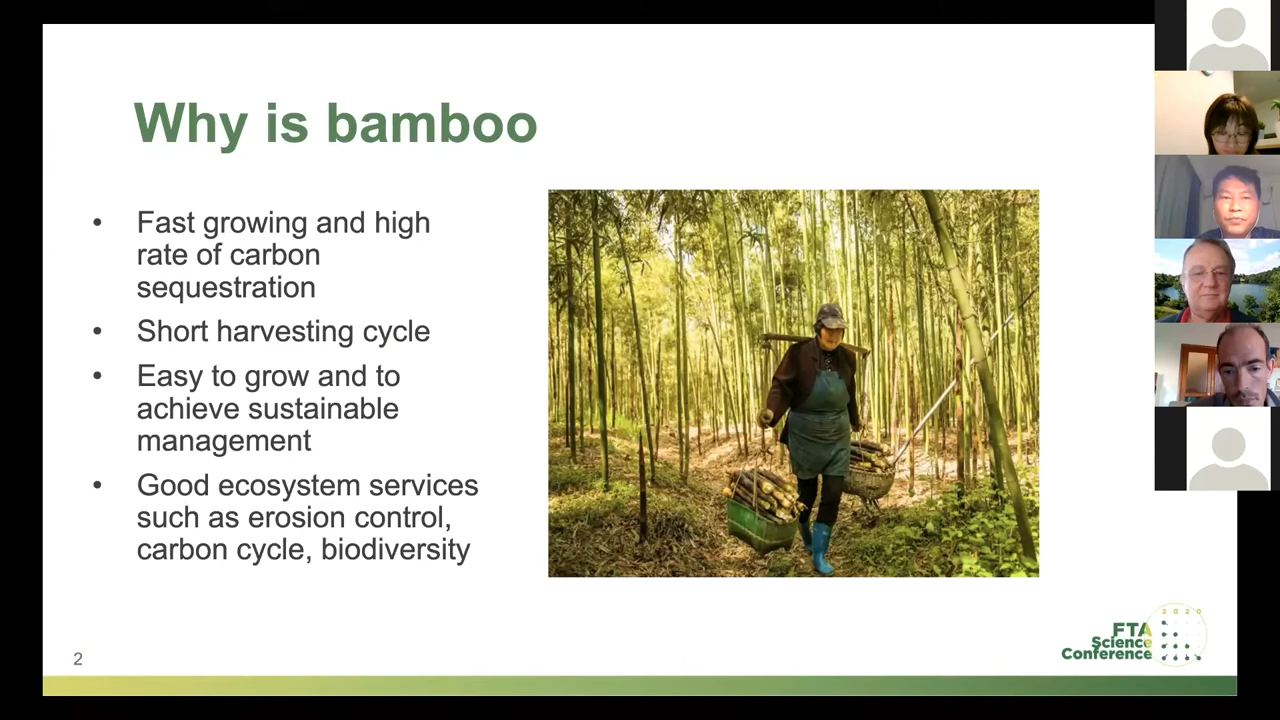 Why is bamboo
• Fast growing and high
rate of carbon
sequestration
• Short harvesting cycle
• Easy to grow and to
achieve sustainable
management
• Good ecosystem services
such as erosion control,
carbon cycle, biodiversity
2
2020
FTA
Science
Conference